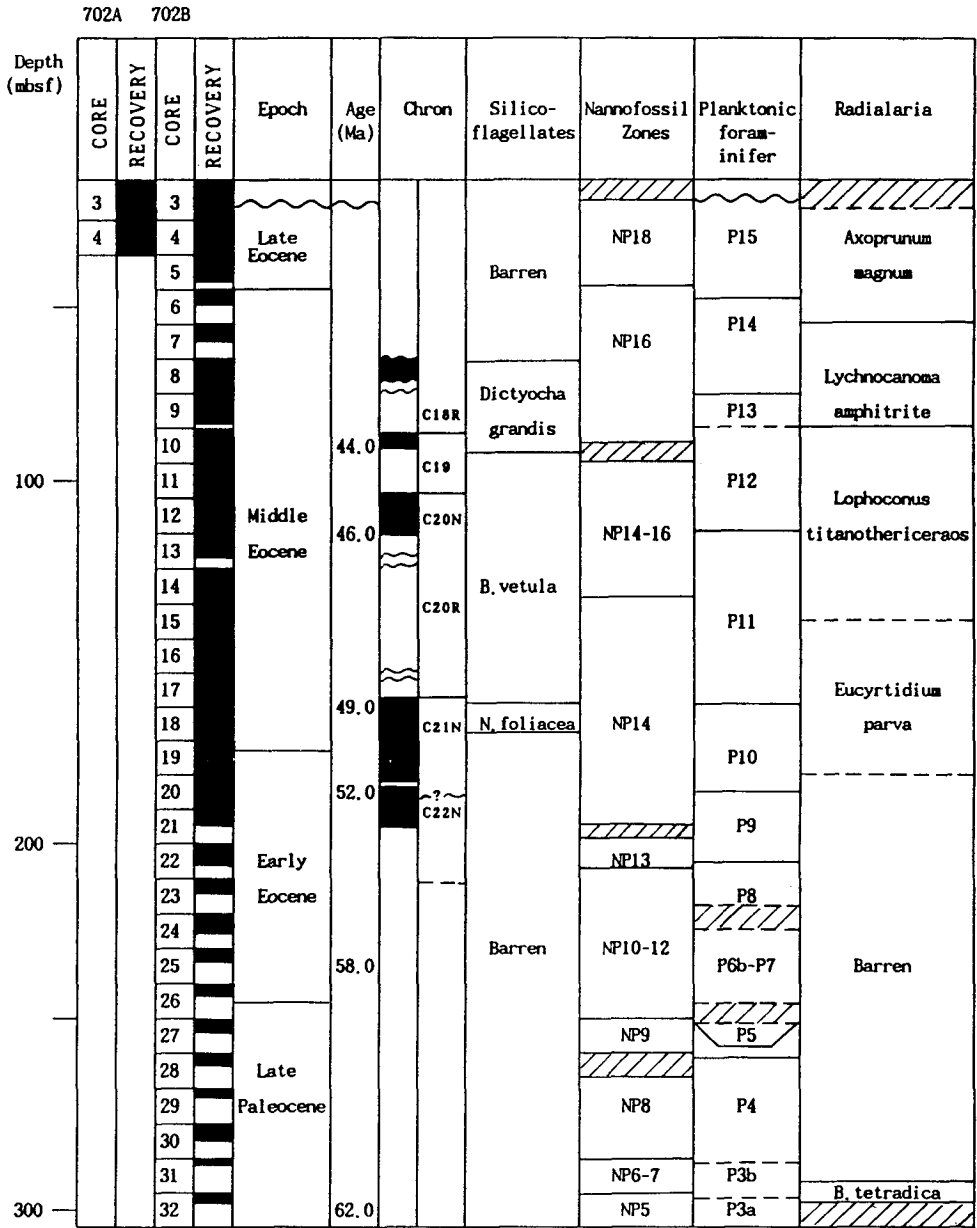 702A 702B
Depth
(mbsf)
CORE
RECOVERY
CORE
RECOVERY
Epoch
Age
(Ma)
Chron
Silico-
flagellates
Nannofossil
Zones
Planktonic
foram-
inifer
Radialaria
3
4
3
4
5
6
7
8
9
10
11
12
13
14
15
16
17
18
19
20
21
22
23
24
25
26
27
28
29
30
31
32
100
200
300
Late
Eocene
Middle
Eocene
Early
Eocene
Late
Paleocene
44.0
46.0
49.0
52.0
58.0
62.0
C18R
C19
C20N
C20R
C21N
?
C22N
Barren
Dictyocha
grandis
B. vetula
N. foliacea
Barren
NP18
NP16
NP14-16
NP14
NP13
NP10-12
NP9
NP8
NP6-7
NP5
P15
P14
P13
P12
P11
P10
P9
P8
P6b-P7
P5
P4
P3b
P3a
Axoprunum
magnum
Lychnocanoma
amphitrite
Lophoconus
titanothericeraos
Eucyrtidium
parva
Barren
B. tetradica